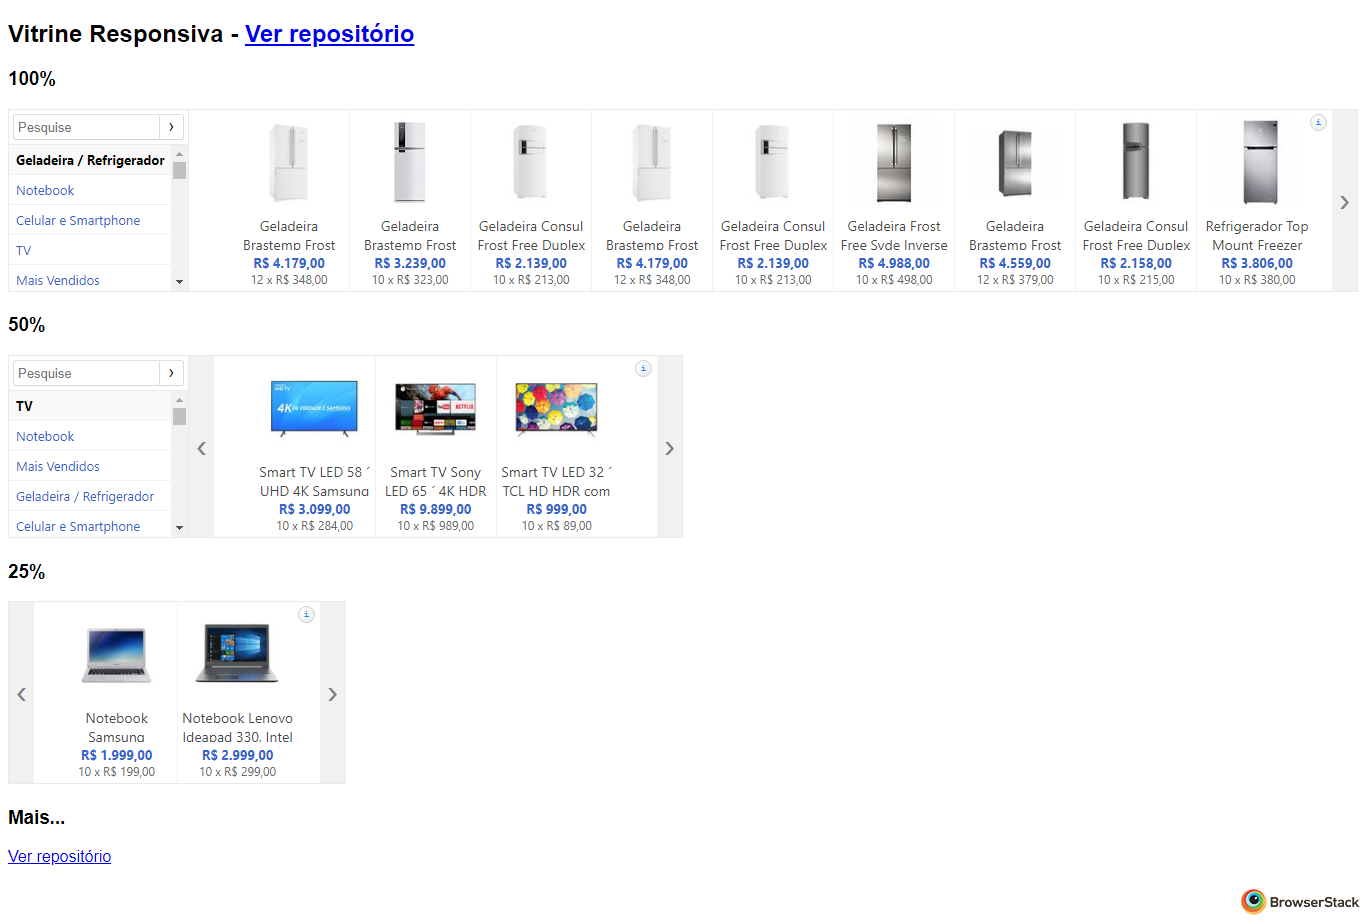 Vitrine Responsiva - Ver repositório
100%
Pesquise ›
Geladeira / Refrigerador
Notebook
Celular e Smartphone
TV
Mais Vendidos
Geladeira
Brastemp Frost
R$ 4.179,00
12 x R$ 348,00
Geladeira
Brastemp Frost
R$ 3.239,00
10 x R$ 323,00
Geladeira Consul
Frost Free Duplex
R$ 2.139,00
10 x R$ 213,00
Geladeira
Brastemp Frost
R$ 4.179,00
12 x R$ 348,00
Geladeira Consul
Frost Free Duplex
R$ 2.139,00
10 x R$ 213,00
Geladeira Frost
Free Syde Inverse
R$ 4.988,00
10 x R$ 498,00
Geladeira
Brastemp Frost
R$ 4.559,00
12 x R$ 379,00
Geladeira Consul
Frost Free Duplex
R$ 2.158,00
10 x R$ 215,00
Refrigerador Top
Mount Freezer
R$ 3.806,00
10 x R$ 380,00
i
›
50%
Pesquise ›
TV
Notebook
Mais Vendidos
Geladeira / Refrigerador
Celular e Smartphone
‹
4K DE VERDADE É SAMSUNG
Smart TV LED 58 ´
UHD 4K Samsung
R$ 3.099,00
10 x R$ 284,00
NETFLIX
Smart TV Sony
LED 65 ´ 4K HDR
R$ 9.899,00
10 x R$ 989,00
Smart TV LED 32 ´
TCL HD HDR com
R$ 999,00
10 x R$ 89,00
i
›
25%
‹
Notebook
Samsung
R$ 1.999,00
10 x R$ 199,00
Notebook Lenovo
Ideapad 330, Intel
R$ 2.999,00
10 x R$ 299,00
i
›
Mais...
Ver repositório
BrowserStack